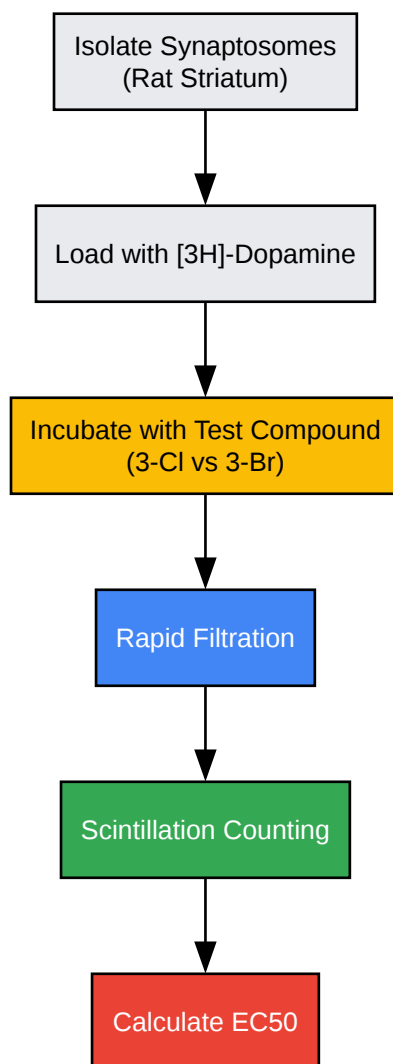 Isolate Synaptosomes
(Rat Striatum)
Load with [3H]-Dopamine
Incubate with Test Compound
(3-Cl vs 3-Br)
Rapid Filtration
Scintillation Counting
Calculate EC50